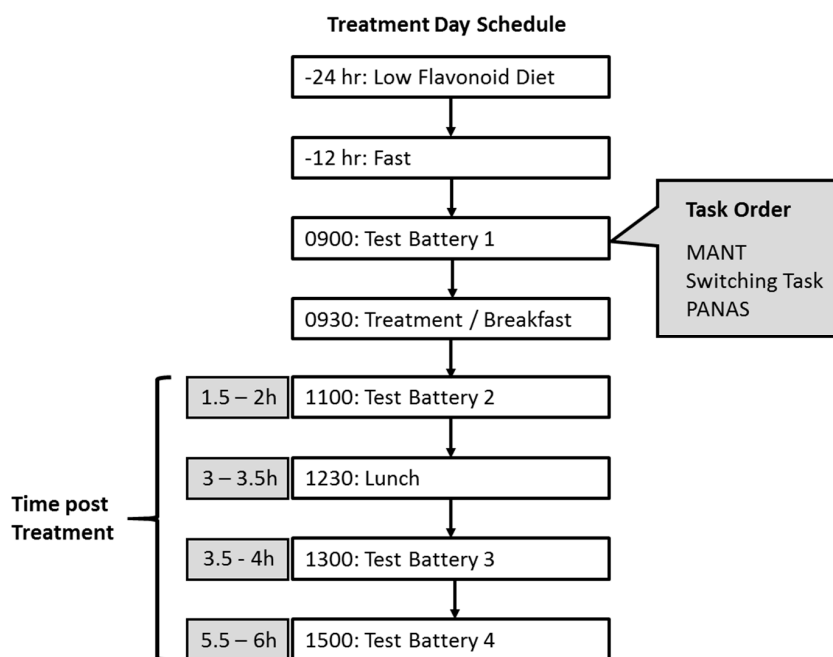 Treatment Day Schedule
-24 hr: Low Flavonoid Diet
-12 hr: Fast
0900: Test Battery 1
Task Order
MANT
Switching Task
PANAS
0930: Treatment / Breakfast
1.5 – 2h
1100: Test Battery 2
3 – 3.5h
1230: Lunch
Time post
Treatment
3.5 - 4h
1300: Test Battery 3
5.5 – 6h
1500: Test Battery 4